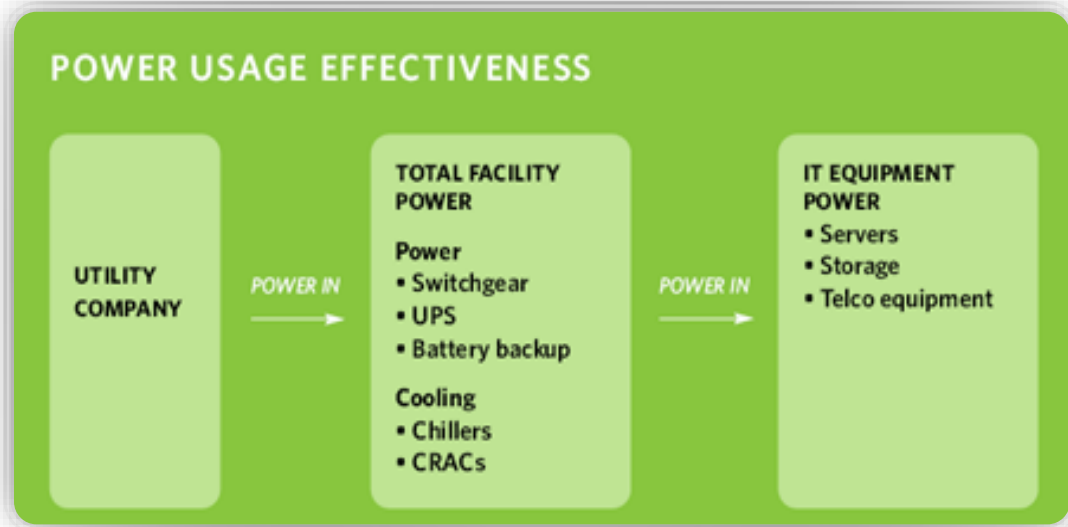 POWER USAGE EFFECTIVENESS
UTILITY
COMPANY
POWER IN
TOTAL FACILITY
POWER
Power
▪ Switchgear
▪ UPS
▪ Battery backup
Cooling
▪ Chillers
▪ CRACs
POWER IN
IT EQUIPMENT
POWER
▪ Servers
▪ Storage
▪ Telco equipment